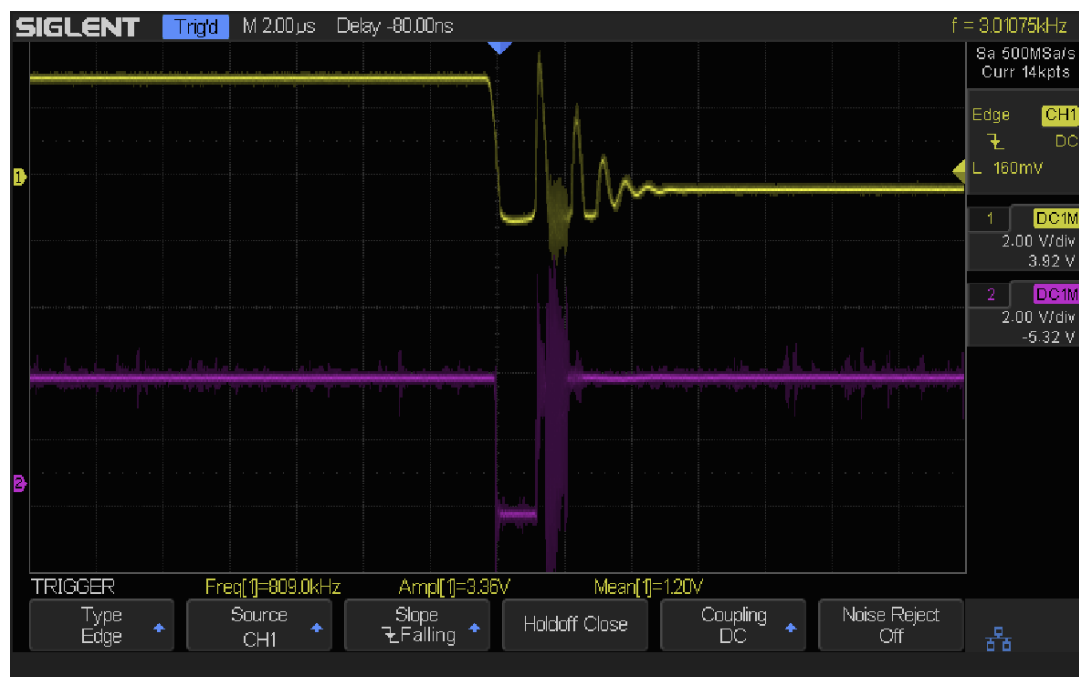 SIGLENT Trig'd M 2.00µs Delay -80.00ns f = 3.01075kHz
Sa 500MSa/s
Curr 14kpts
Edge CH1
DC
L 160mV
1 DC1M
2.00 V/div
3.92 V
2 DC1M
2.00 V/div
-5.32 V
1
2
TRIGGER Freq[1]=809.0kHz Ampl[1]=3.36V Mean[1]=1.20V
Type Source Slope Holdoff Close Coupling Noise Reject
Edge CH1 Falling DC Off